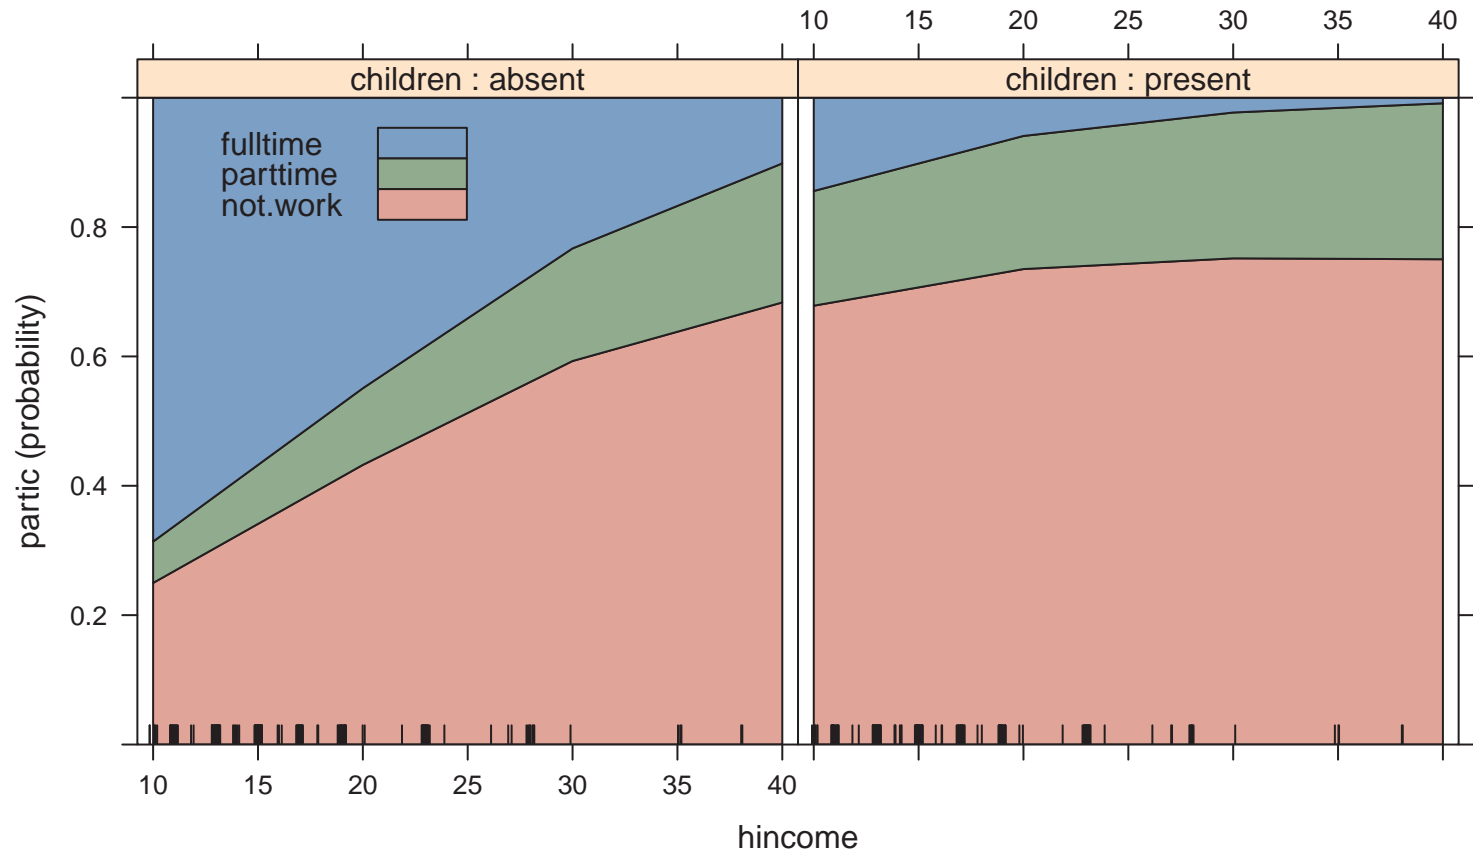 10 15 20 25 30 35 40
children : absent children : present
fulltime
parttime
not.work
0.8
0.6
0.4
0.2
partic (probability)
10 15 20 25 30 35 40
hincome